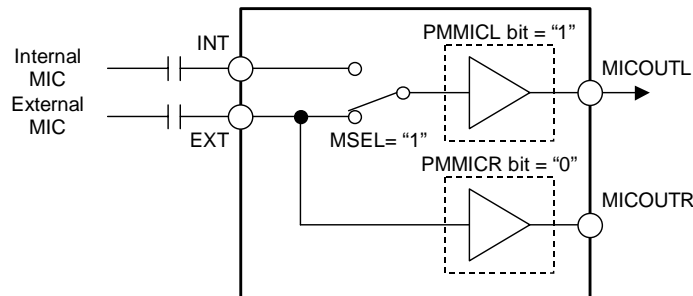 PMMICL bit = “1”
INT
Internal
MIC
MICOUTL
External
MIC
EXT
MSEL= “1”
PMMICR bit = “0”
MICOUTR